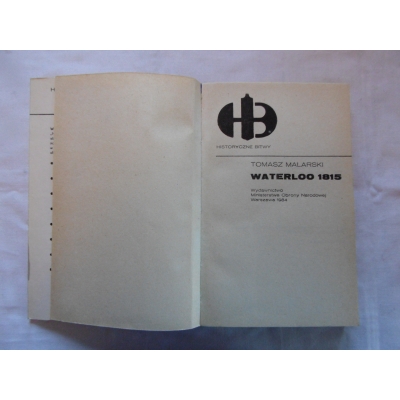 HB
HISTORYCZNE BITWY
TOMASZ MALARSKI
WATERLOO 1815
Wydawnictwo
Ministerstwa Obrony Narodowej
Warszawa 1984